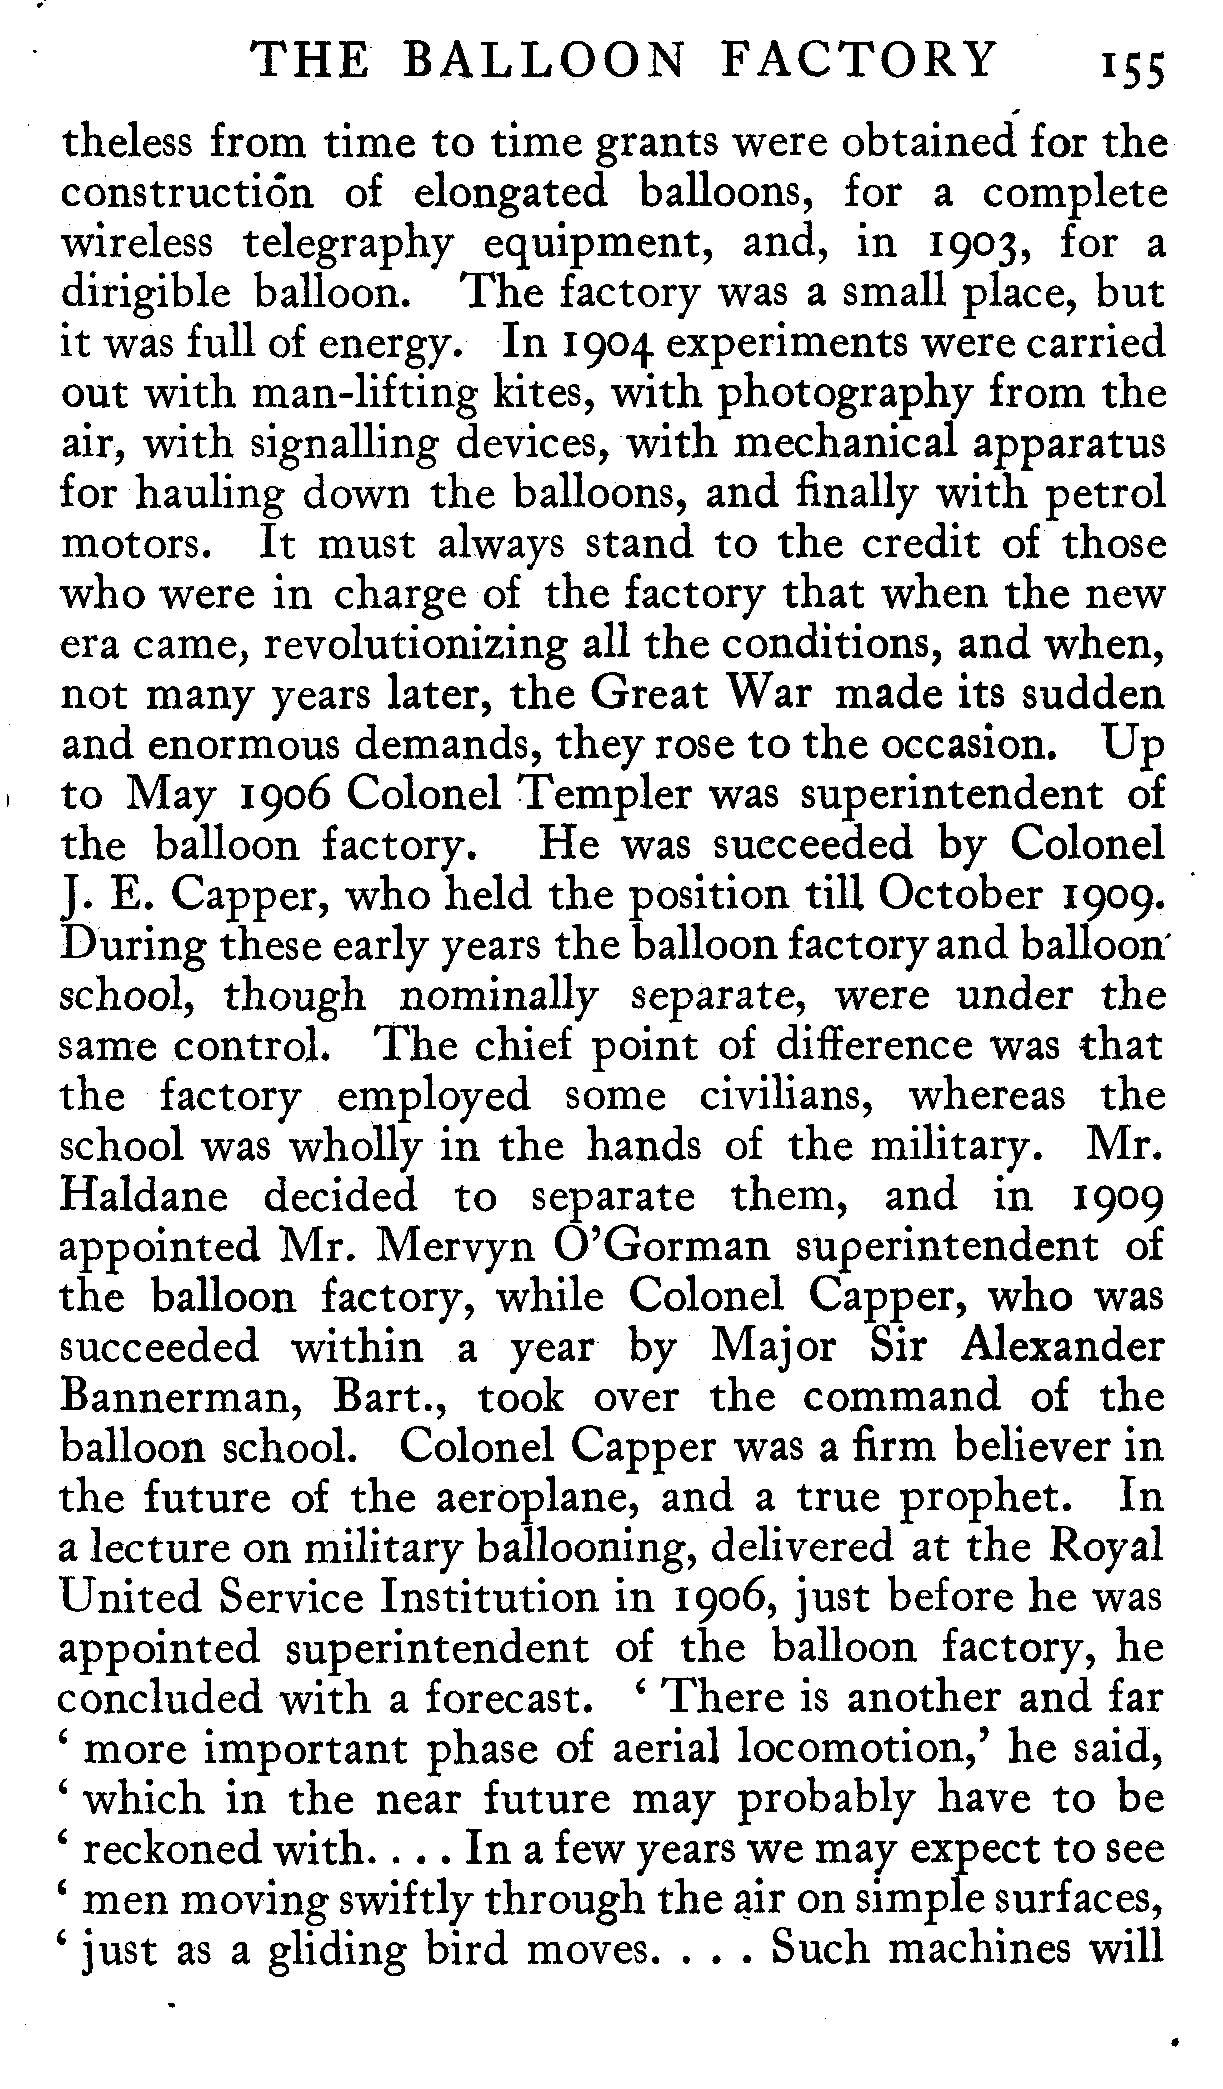 THE BALLOON FACTORY 155
theless from time to time grants were obtained for the
construction of elongated balloons, for a complete
wireless telegraphy equipment, and, in 1903, for a
dirigible balloon. The factory was a small place, but
it was full of energy. In 1904 experiments were carried
out with man-lifting kites, with photography from the
air, with signalling devices, with mechanical apparatus
for hauling down the balloons, and finally with petrol
motors. It must always stand to the credit of those
who were in charge of the factory that when the new
era came, revolutionizing all the conditions, and when,
not many years later, the Great War made its sudden
and enormous demands, they rose to the occasion. Up
to May 1906 Colonel Templer was superintendent of
the balloon factory. He was succeeded by Colonel
J. E. Capper, who held the position till October 1909.
During these early years the balloon factory and balloon
school, though nominally separate, were under the
same control. The chief point of difference was that
the factory employed some civilians, whereas the
school was wholly in the hands of the military. Mr.
Haldane decided to separate them, and in 1909
appointed Mr. Mervyn O'Gorman superintendent of
the balloon factory, while Colonel Capper, who was
succeeded within a year by Major Sir Alexander
Bannerman, Bart., took over the command of the
balloon school. Colonel Capper was a firm believer in
the future of the aeroplane, and a true prophet. In
a lecture on military ballooning, delivered at the Royal
United Service Institution in 1906, just before he was
appointed superintendent of the balloon factory, he
concluded with a forecast. ‘ There is another and far
‘ more important phase of aerial locomotion,’ he said,
‘ which in the near future may probably have to be
‘ reckoned with. . . . In a few years we may expect to see
‘ men moving swiftly through the air on simple surfaces,
‘ just as a gliding bird moves. . . . Such machines will